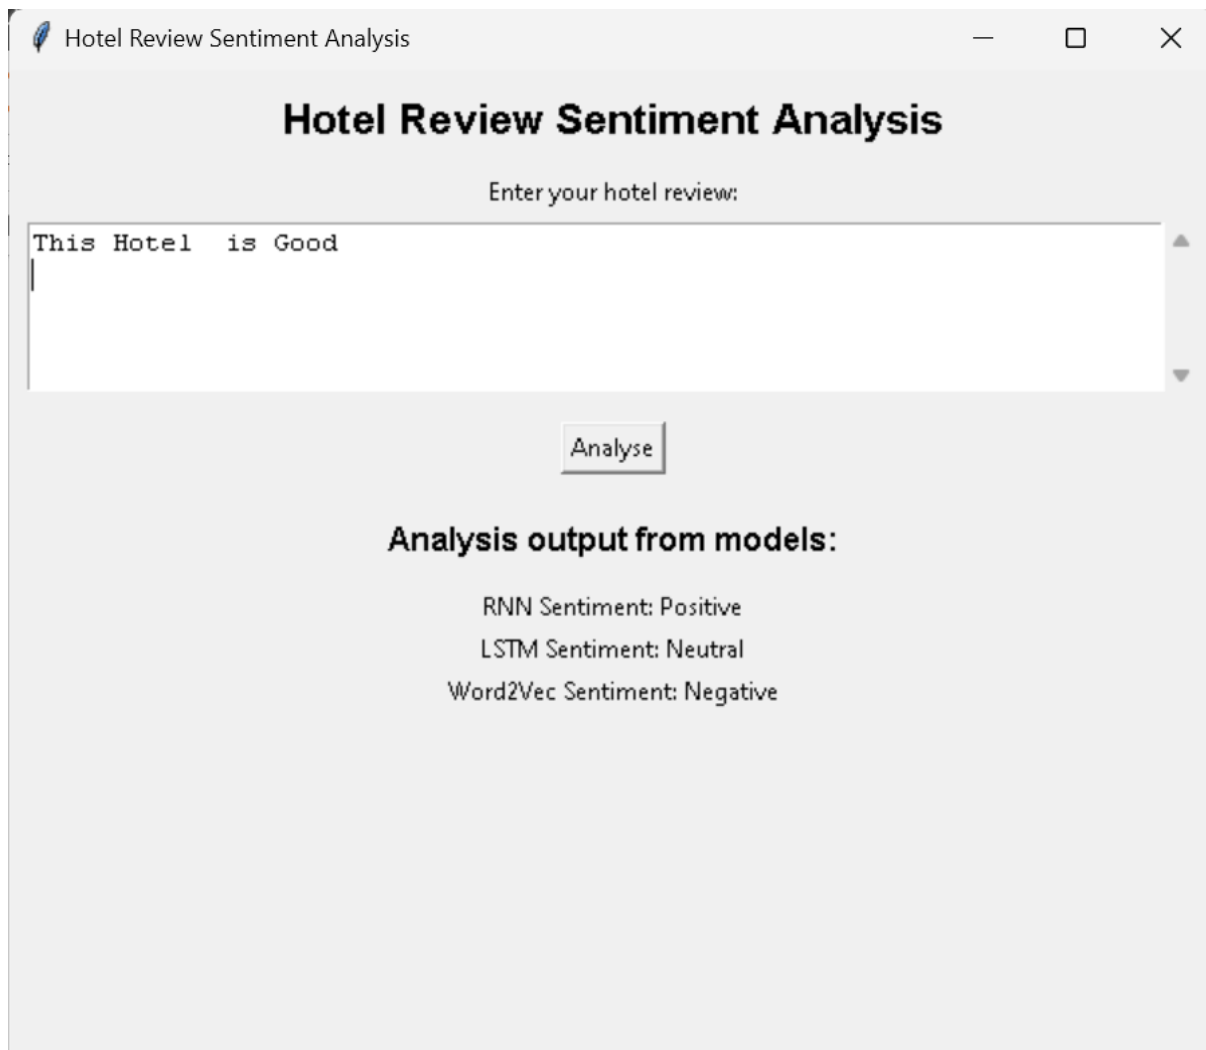 Hotel Review Sentiment Analysis
Hotel Review Sentiment Analysis
Enter your hotel review:
This Hotel  is Good
Analyse
Analysis output from models:
RNN Sentiment: Positive
LSTM Sentiment: Neutral
Word2Vec Sentiment: Negative